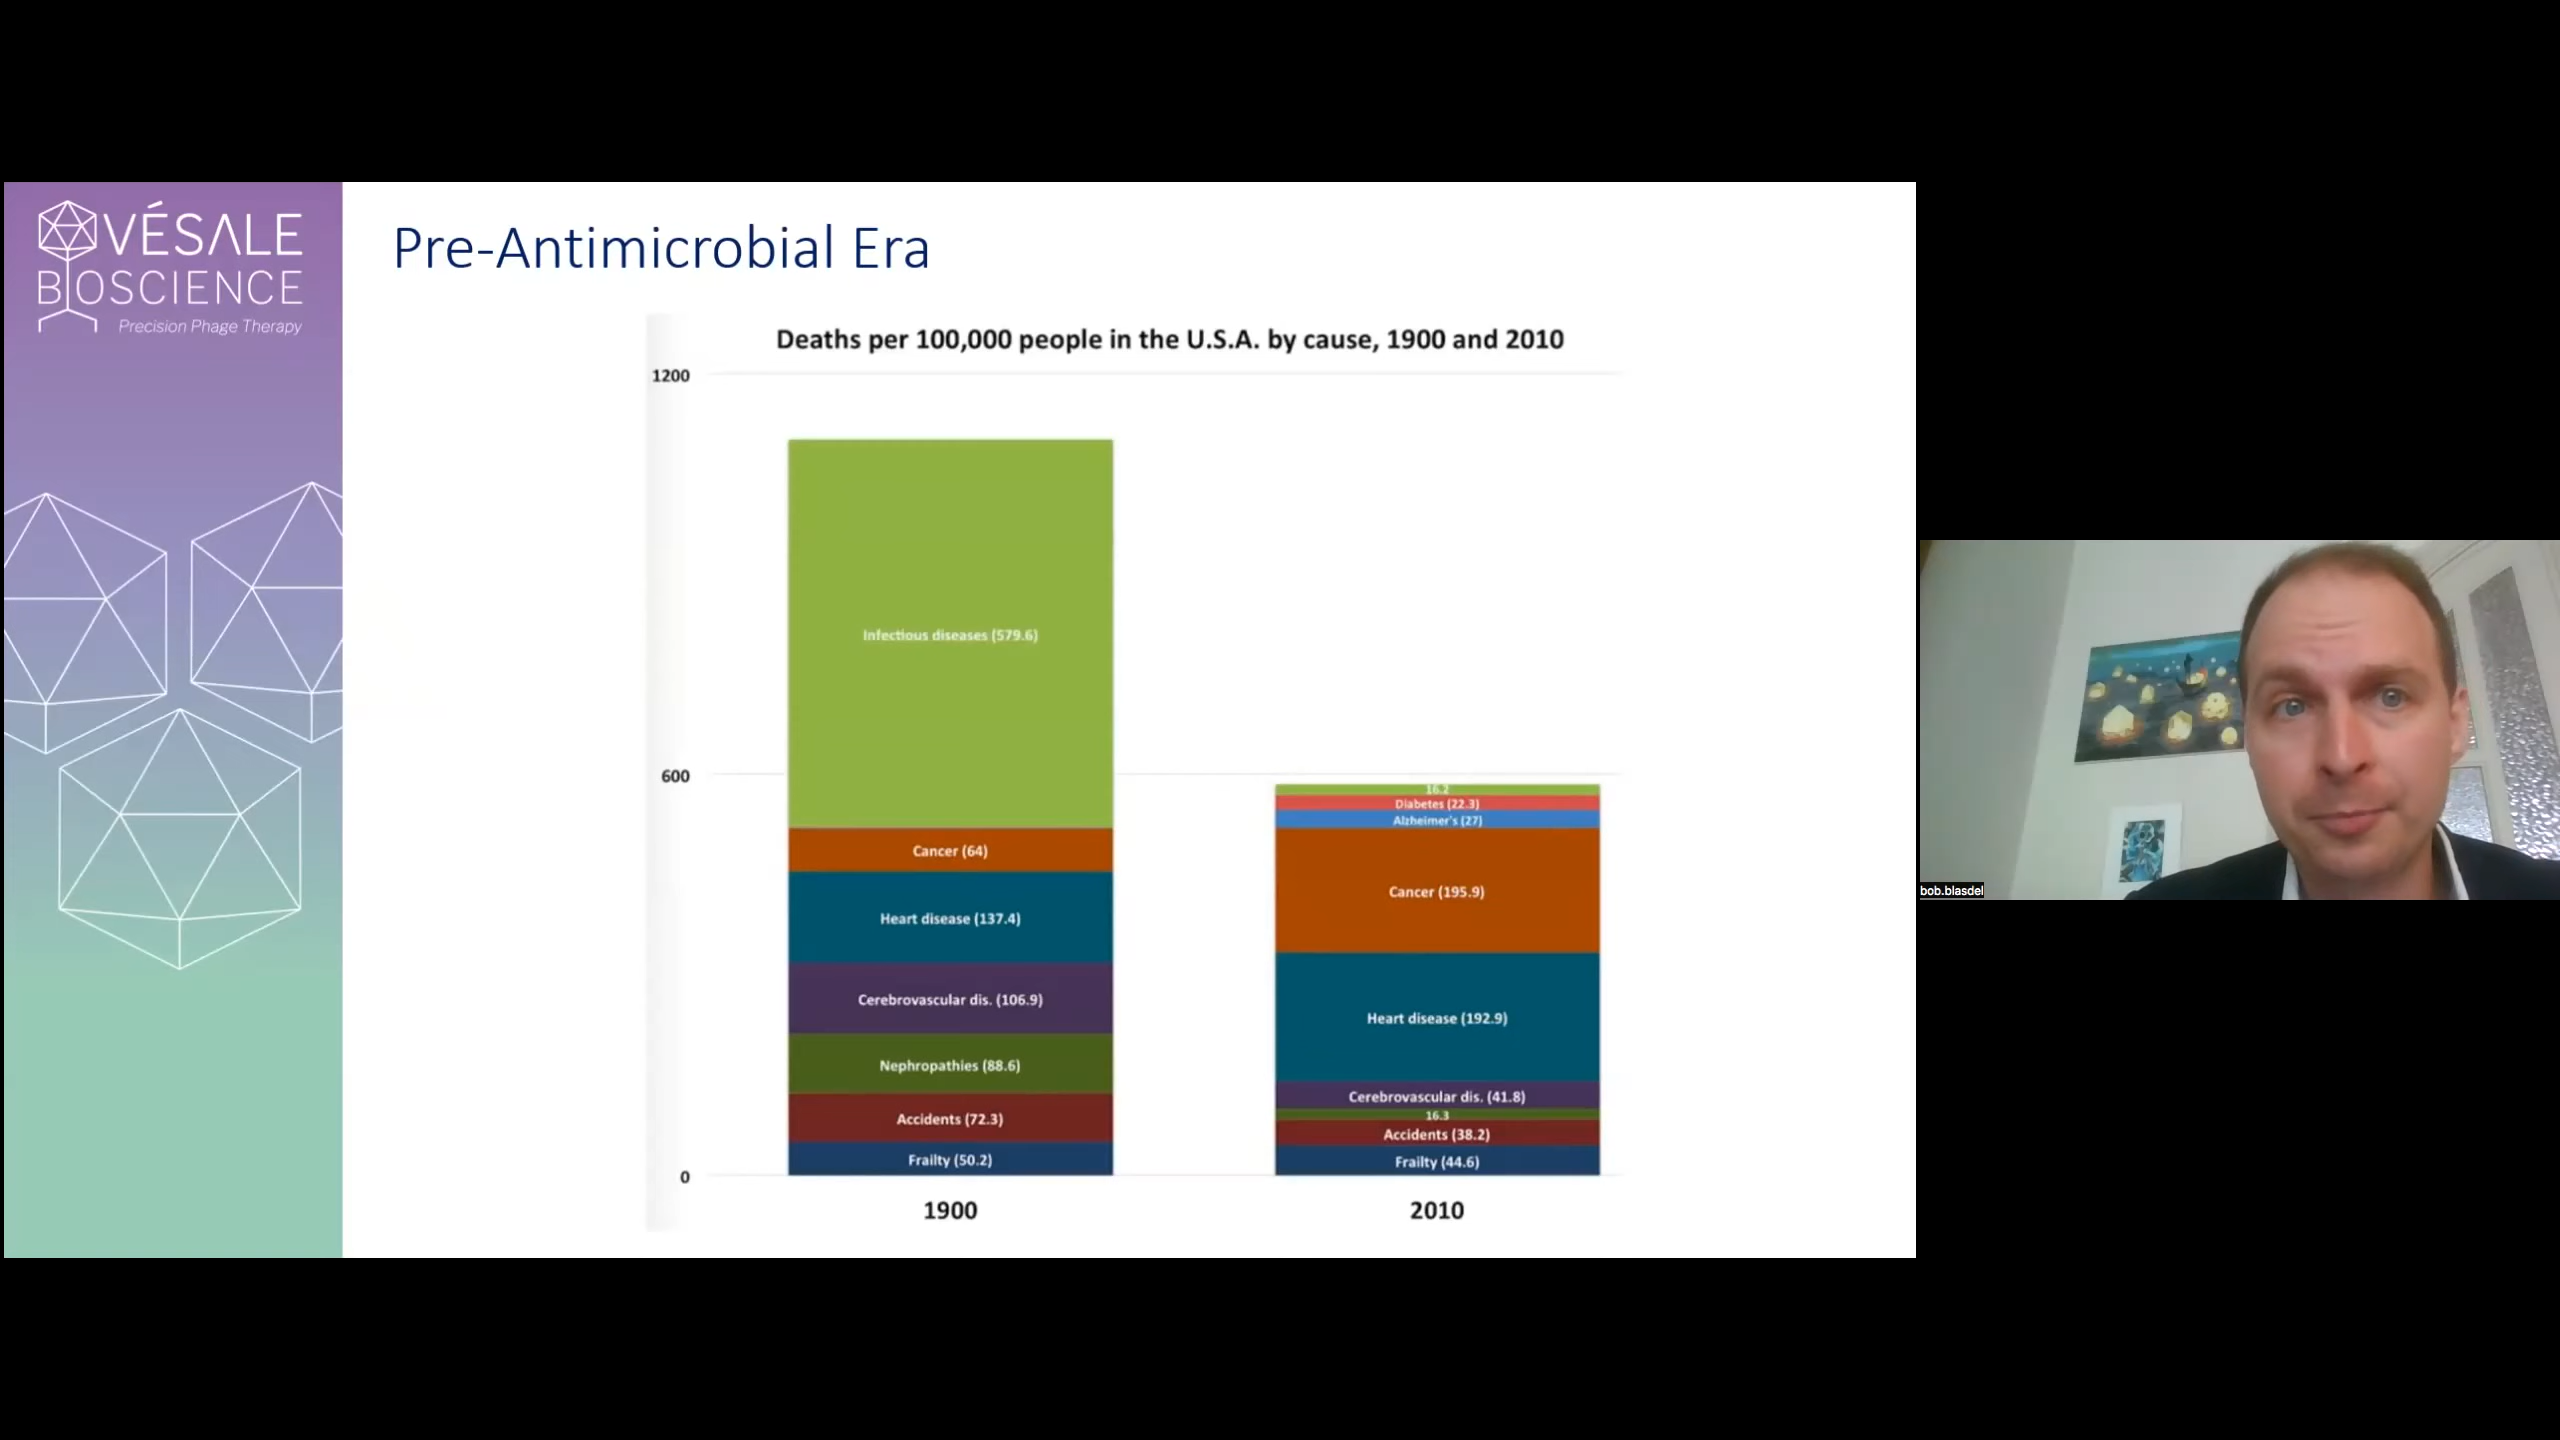 VÉSALE
BIOSCIENCE
Precision Phage Therapy
Pre-Antimicrobial Era
Deaths per 100,000 people in the U.S.A. by cause, 1900 and 2010
1200
600
0
Infectious diseases (579.6)
Cancer (64)
Heart disease (137.4)
Cerebrovascular dis. (106.9)
Nephropathies (88.6)
Accidents (72.3)
Frailty (50.2)
1900
16.2
Diabetes (22.3)
Alzheimer's (27)
Cancer (195.9)
Heart disease (192.9)
Cerebrovascular dis. (41.8)
16.3
Accidents (38.2)
Frailty (44.6)
2010
bob.blasdel